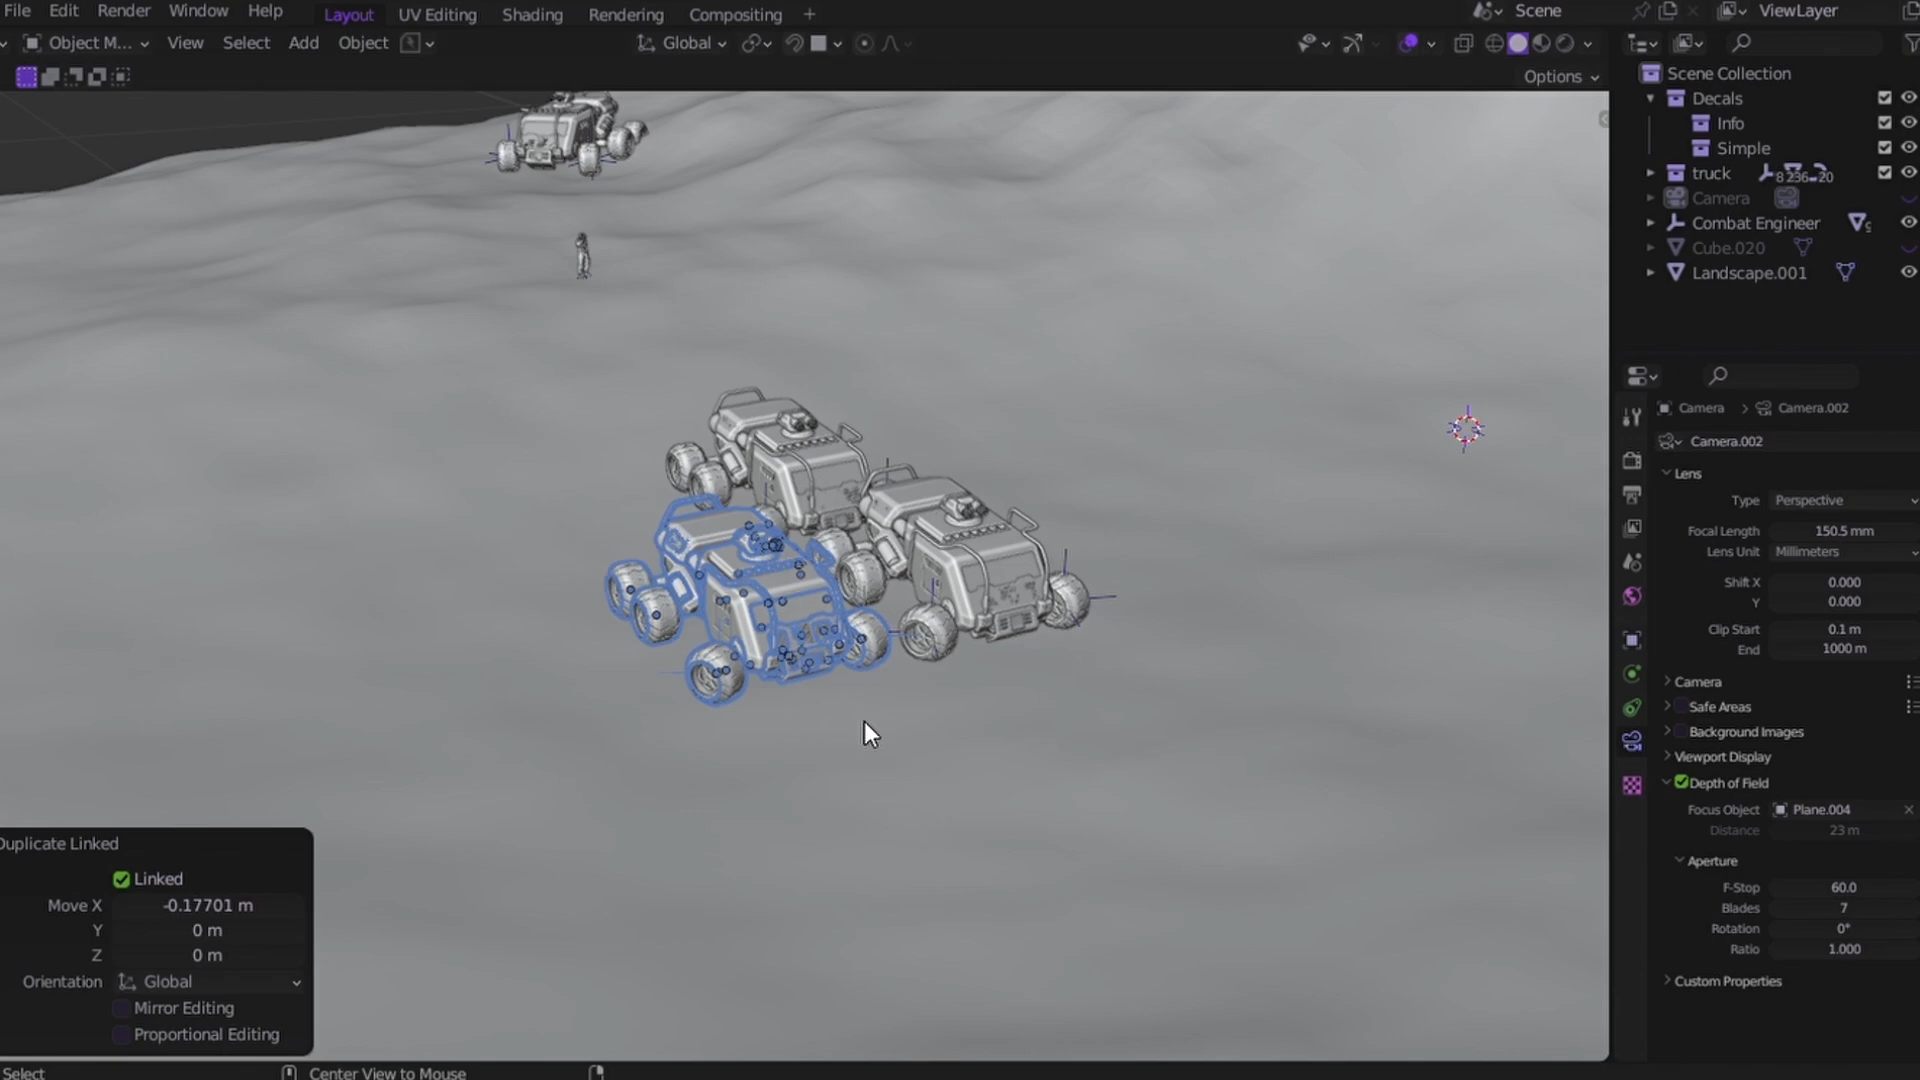 File Edit Render Window Help Layout UV Editing Shading Rendering Compositing + Scene ViewLayer
Object M... View Select Add Object Global
Options
Scene Collection
Decals
Info
Simple
truck 8 236 20
Camera
Combat Engineer
Cube.020
Landscape.001
Camera > Camera.002
Camera.002
Lens
Type Perspective
Focal Length 150.5 mm
Lens Unit Millimeters
Shift X 0.000
Y 0.000
Clip Start 0.1 m
End 1000 m
Camera
Safe Areas
Background Images
Viewport Display
Depth of Field
Focus Object Plane.004
Distance 23 m
Aperture
F-Stop 60.0
Blades 7
Rotation 0°
Ratio 1.000
Custom Properties
Duplicate Linked
Linked
Move X -0.17701 m
Y 0 m
Z 0 m
Orientation Global
Mirror Editing
Proportional Editing
Select Center View to Mouse